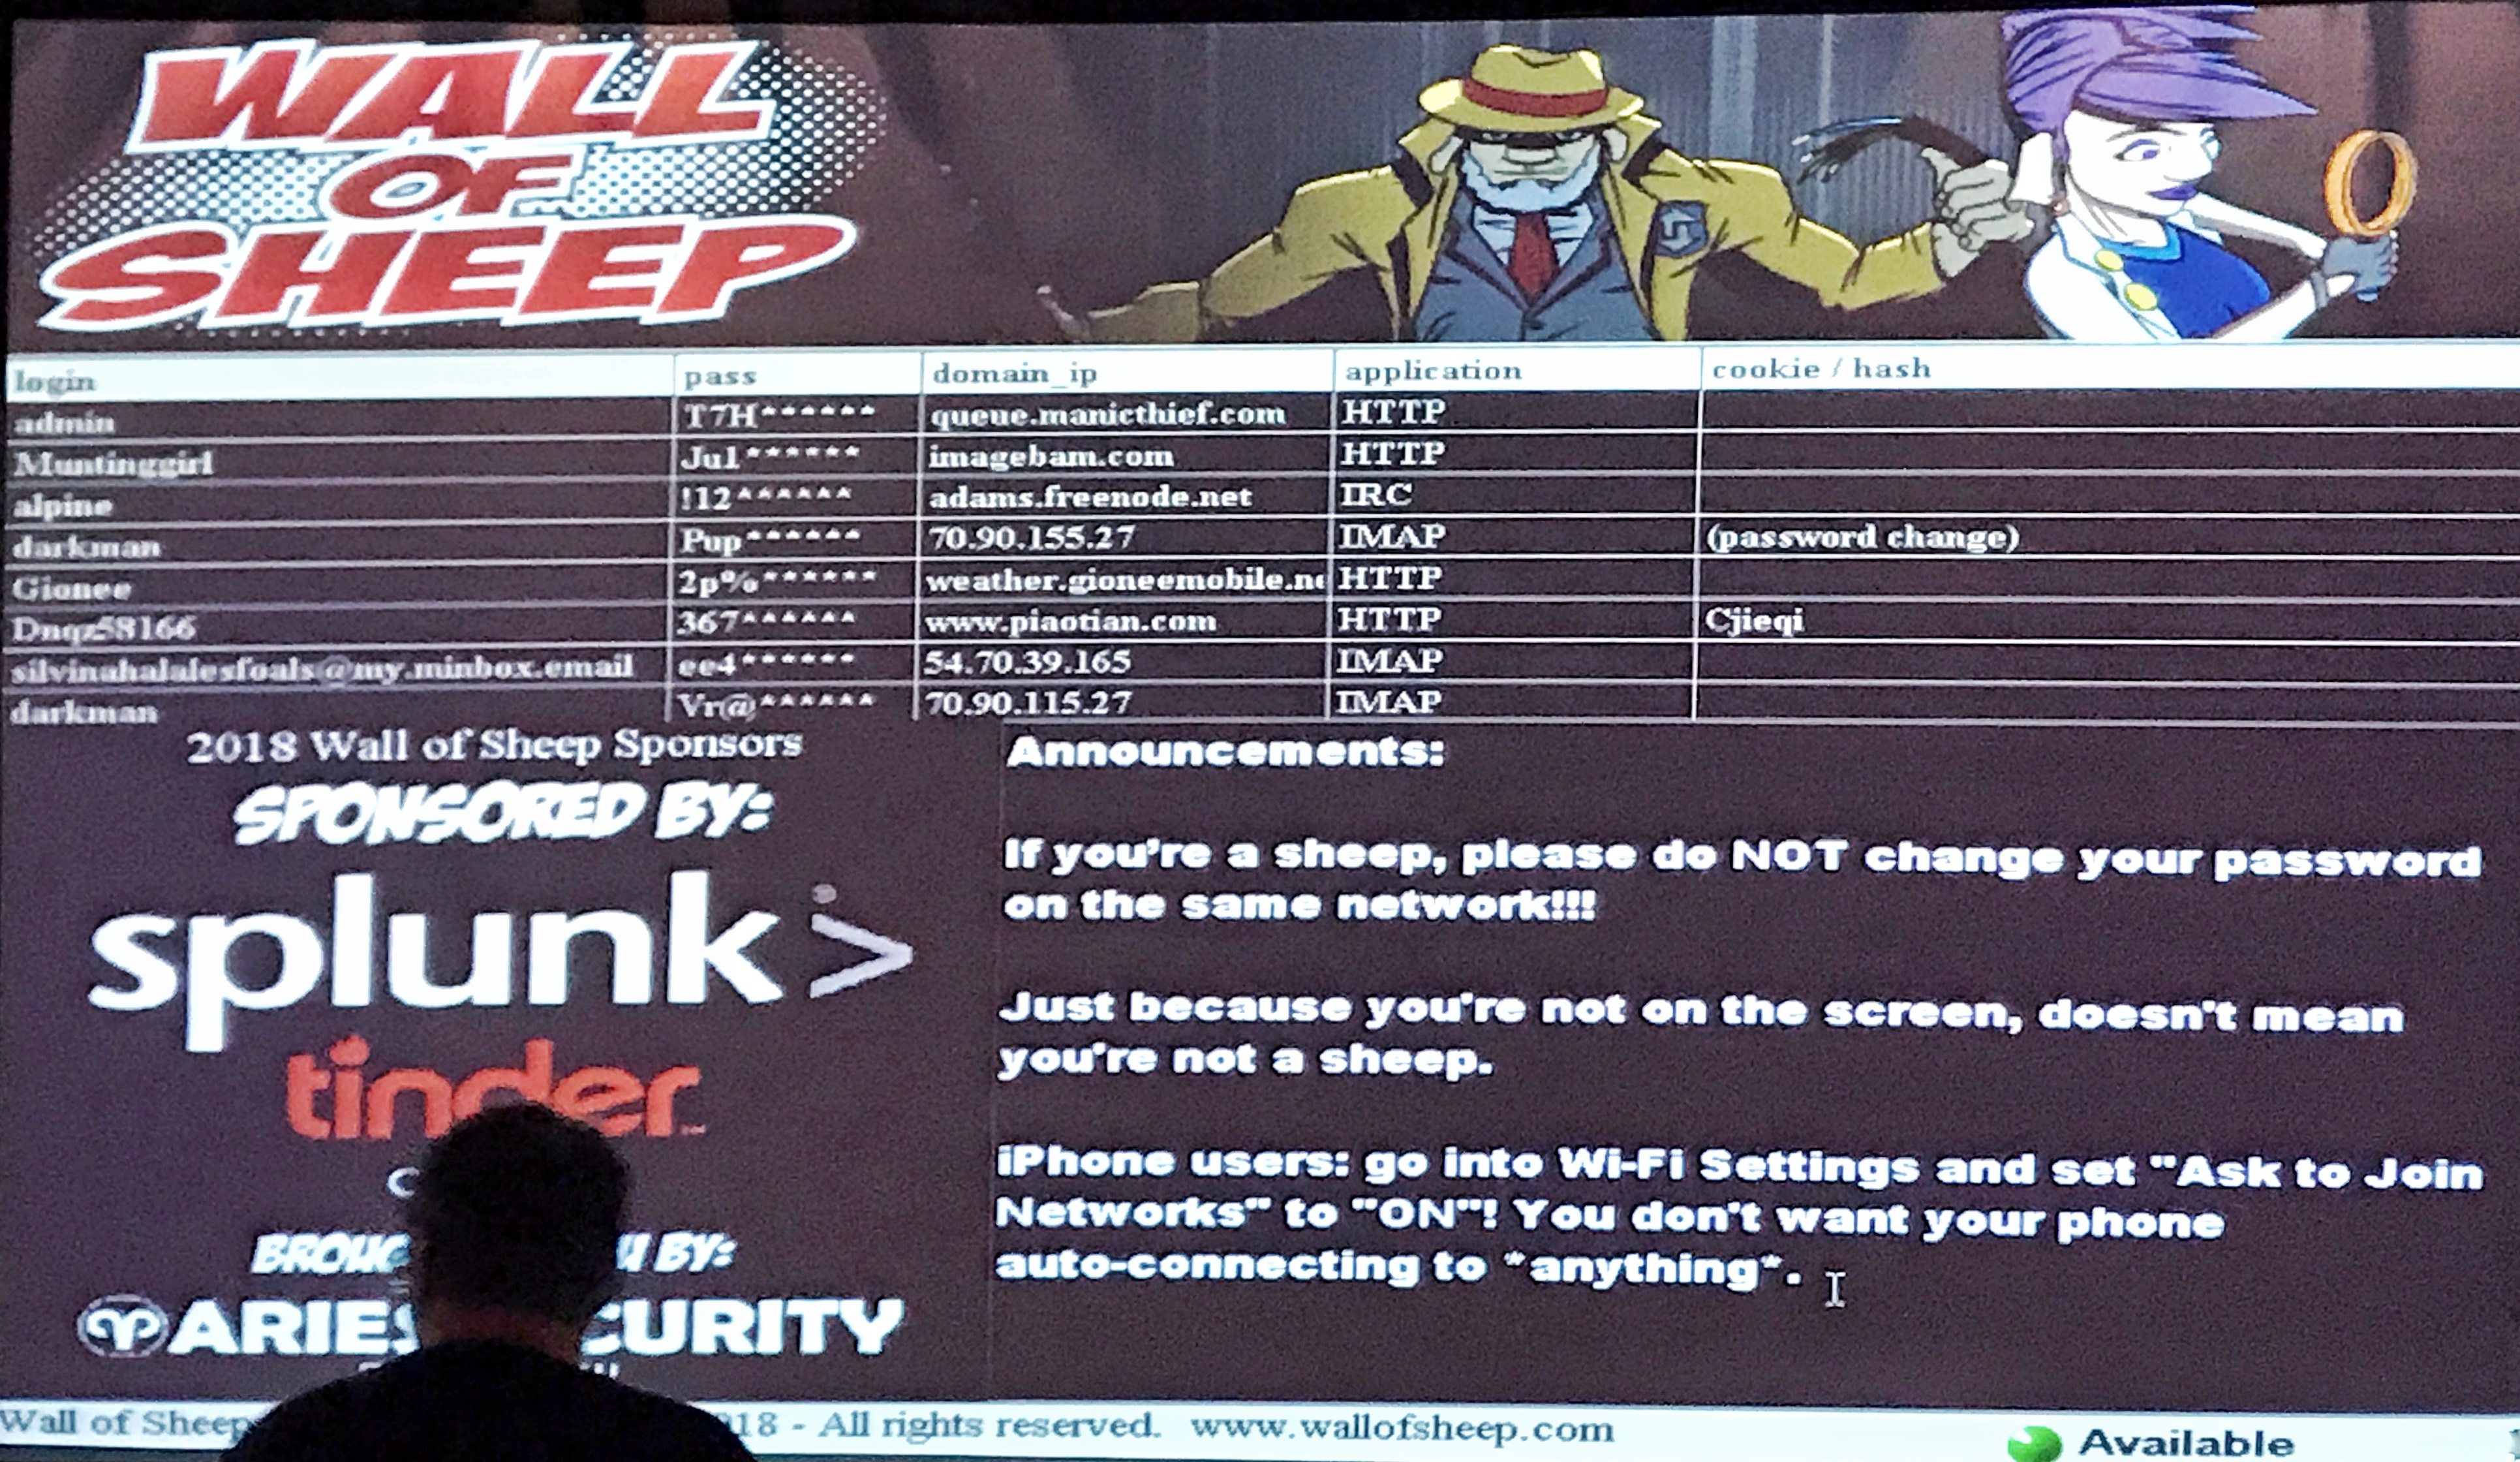 WALL
OF
SHEEP
login pass domain_ip application cookie / hash
admin T7H****** queue.manicthief.com HTTP
Muntinggirl Jul****** imagebam.com HTTP
alpine !12****** adams.freenode.net IRC
darkman Pup****** 70.90.155.27 IMAP (password change)
Gionee 2p%****** weather.gioneemobile.ne HTTP
Dnqz58166 367****** www.piaotian.com HTTP Cjieqi
silvinahalalesfoals@my.minbox.email ee4****** 54.70.39.165 IMAP
darkman Vr@****** 70.90.115.27 IMAP
2018 Wall of Sheep Sponsors
SPONSORED BY:
splunk>
tinder
BY:
ARIES CURITY
Announcements:
If you're a sheep, please do NOT change your password
on the same network!!!
Just because you're not on the screen, doesn't mean
you're not a sheep.
iPhone users: go into Wi-Fi Settings and set "Ask to Join
Networks" to "ON"! You don't want your phone
auto-connecting to *anything*.
Wall of Sheep 18 - All rights reserved. www.wallofsheep.com
Available